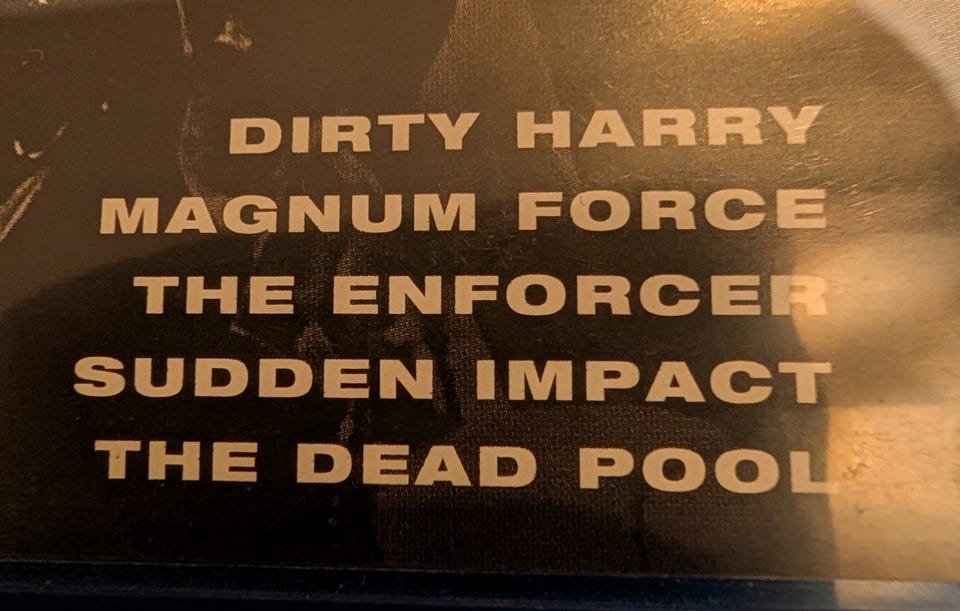 DIRTY HARRY
MAGNUM FORCE
THE ENFORCER
SUDDEN IMPACT
THE DEAD POOL